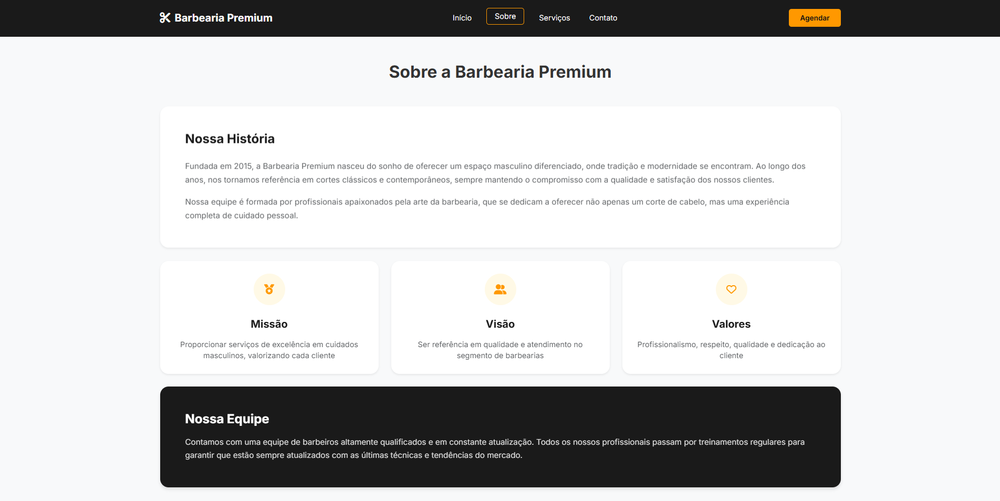 Barbearia Premium
Início
Sobre
Serviços
Contato
Agendar
Sobre a Barbearia Premium
Nossa História
Fundada em 2015, a Barbearia Premium nasceu do sonho de oferecer um espaço masculino diferenciado, onde tradição e modernidade se encontram. Ao longo dos
anos, nos tornamos referência em cortes clássicos e contemporâneos, sempre mantendo o compromisso com a qualidade e satisfação dos nossos clientes.
Nossa equipe é formada por profissionais apaixonados pela arte da barbearia, que se dedicam a oferecer não apenas um corte de cabelo, mas uma experiência
completa de cuidado pessoal.
Missão
Proporcionar serviços de excelência em cuidados
masculinos, valorizando cada cliente
Visão
Ser referência em qualidade e atendimento no
segmento de barbearias
Valores
Profissionalismo, respeito, qualidade e dedicação ao
cliente
Nossa Equipe
Contamos com uma equipe de barbeiros altamente qualificados e em constante atualização. Todos os nossos profissionais passam por treinamentos regulares para
garantir que estão sempre atualizados com as últimas técnicas e tendências do mercado.